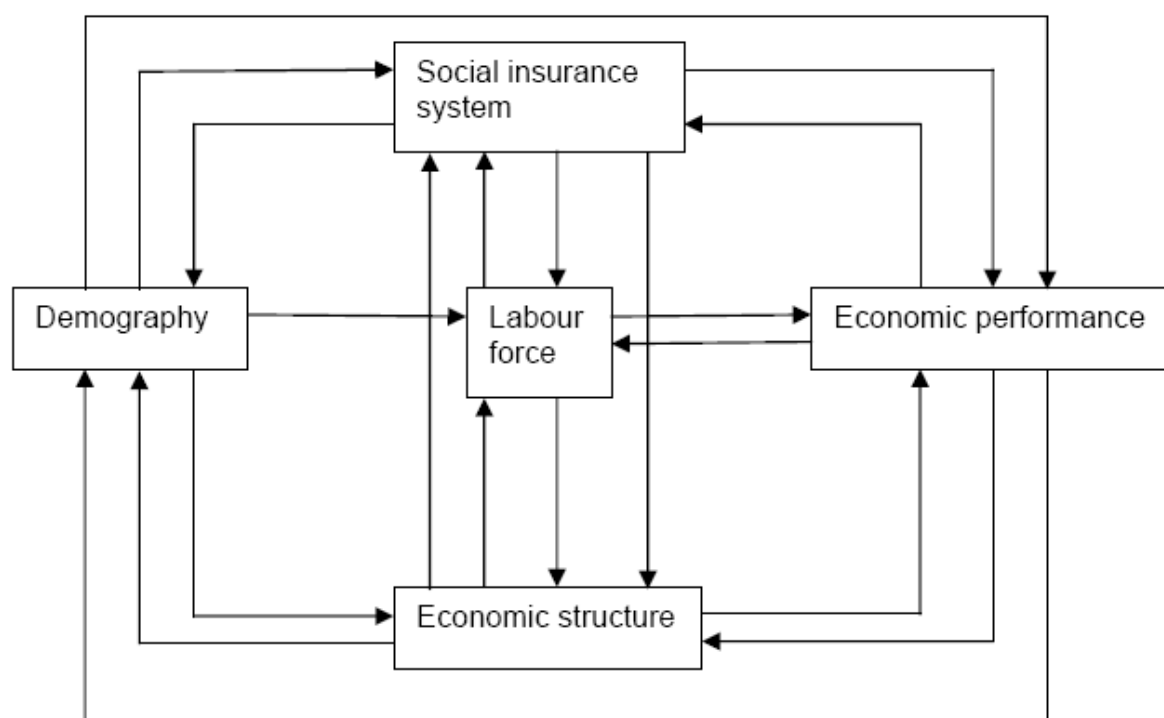 Social insurance
system
Demography
Labour
force
Economic performance
Economic structure